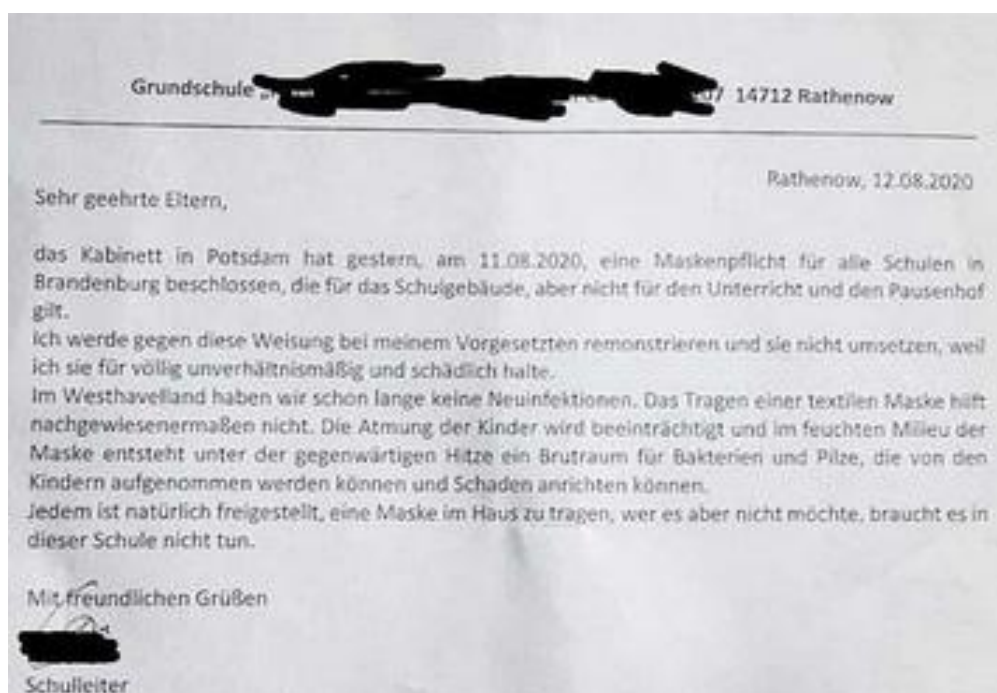 Grundschule 14712 Rathenow
Rathenow, 12.08.2020
Sehr geehrte Eltern,
das Kabinett in Potsdam hat gestern, am 11.08.2020, eine Maskenpflicht für alle Schulen in
Brandenburg beschlossen, die für das Schulgebäude, aber nicht für den Unterricht und den Pausenhof
gilt.
Ich werde gegen diese Weisung bei meinem Vorgesetzten remonstrieren und sie nicht umsetzen, weil
ich sie für völlig unverhältnismäßig und schädlich halte.
Im Westhavelland haben wir schon lange keine Neuinfektionen. Das Tragen einer textilen Maske hilft
nachgewiesenermaßen nicht. Die Atmung der Kinder wird beeinträchtigt und im feuchten Milieu der
Maske entsteht unter der gegenwärtigen Hitze ein Brutraum für Bakterien und Pilze, die von den
Kindern aufgenommen werden können und Schaden anrichten können.
Jedem ist natürlich freigestellt, eine Maske im Haus zu tragen, wer es aber nicht möchte, braucht es in
dieser Schule nicht tun.
Mit freundlichen Grüßen
Schulleiter